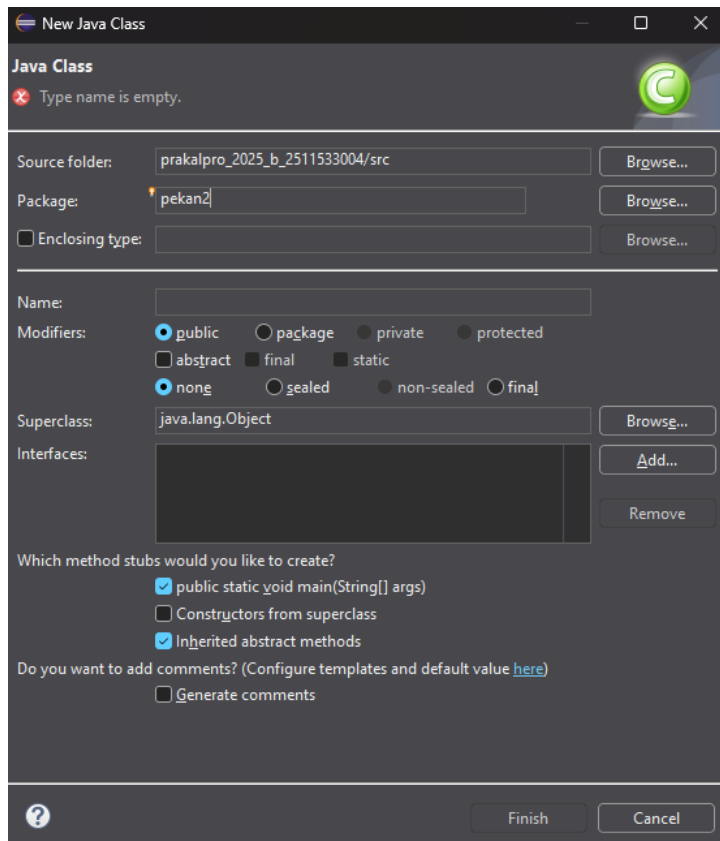 New Java Class
Java Class
Type name is empty.
Source folder: prakalpro_2025_b_2511533004/src Browse...
Package: pekan2 Browse...
Enclosing type: Browse...
Name:
Modifiers: public package private protected
abstract final static
none sealed non-sealed final
Superclass: java.lang.Object Browse...
Interfaces: Add...
Remove
Which method stubs would you like to create?
public static void main(String[] args)
Constructors from superclass
Inherited abstract methods
Do you want to add comments? (Configure templates and default value here)
Generate comments
? Finish Cancel